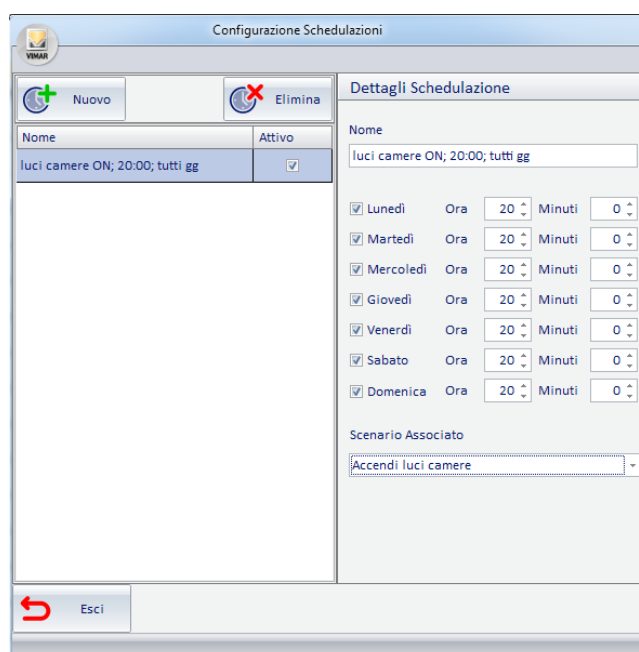 Configurazione Schedulazioni
VIMAR
Nuovo
Elimina
Nome Attivo
luci camere ON; 20:00; tutti gg
Dettagli Schedulazione
Nome
luci camere ON; 20:00; tutti gg
Lunedì Ora 20 Minuti 0
Martedì Ora 20 Minuti 0
Mercoledì Ora 20 Minuti 0
Giovedì Ora 20 Minuti 0
Venerdì Ora 20 Minuti 0
Sabato Ora 20 Minuti 0
Domenica Ora 20 Minuti 0
Scenario Associato
Accendi luci camere
Esci